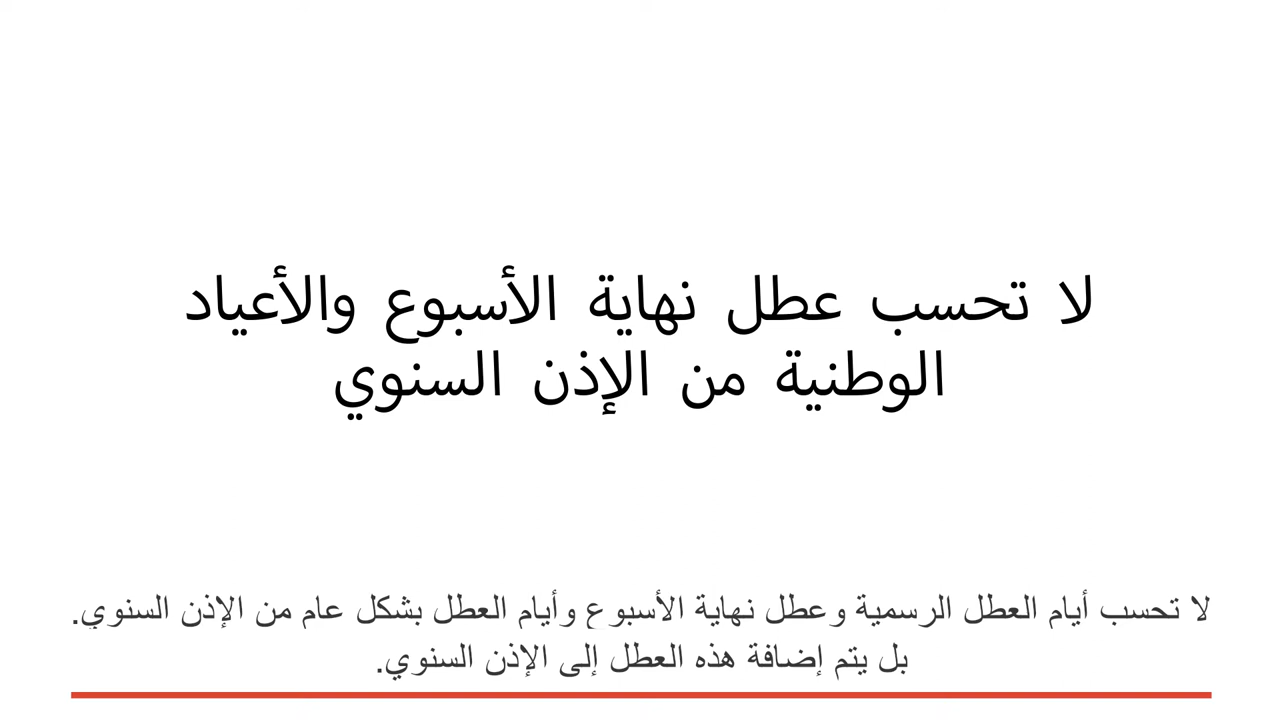 لا تحسب عطل نهاية الأسبوع والأعياد
الوطنية من الإذن السنوي
لا تحسب أيام العطل الرسمية وعطل نهاية الأسبوع وأيام العطل بشكل عام من الإذن السنوي.
بل يتم إضافة هذه العطل إلى الإذن السنوي.